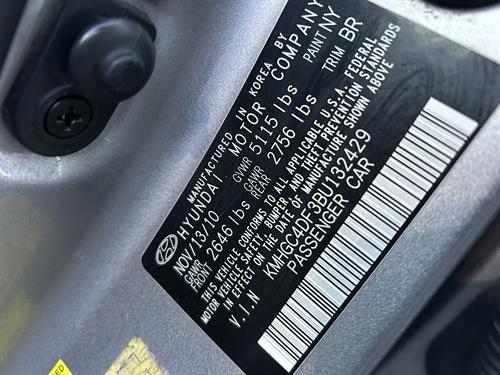 MANUFACTURED IN KOREA BY
HYUNDAI MOTOR COMPANY
NOV/13/10 GVWR 5115 lbs PAINT NY
GAWR FRONT 2646 lbs GAWR REAR 2756 lbs TRIM BR
THIS VEHICLE CONFORMS TO ALL APPLICABLE U.S.A. FEDERAL
MOTOR VEHICLE SAFETY, BUMPER, AND THEFT PREVENTION STANDARDS
IN EFFECT ON THE DATE OF MANUFACTURE SHOWN ABOVE
V.I.N KMHGC4DF3BU132429
PASSENGER CAR